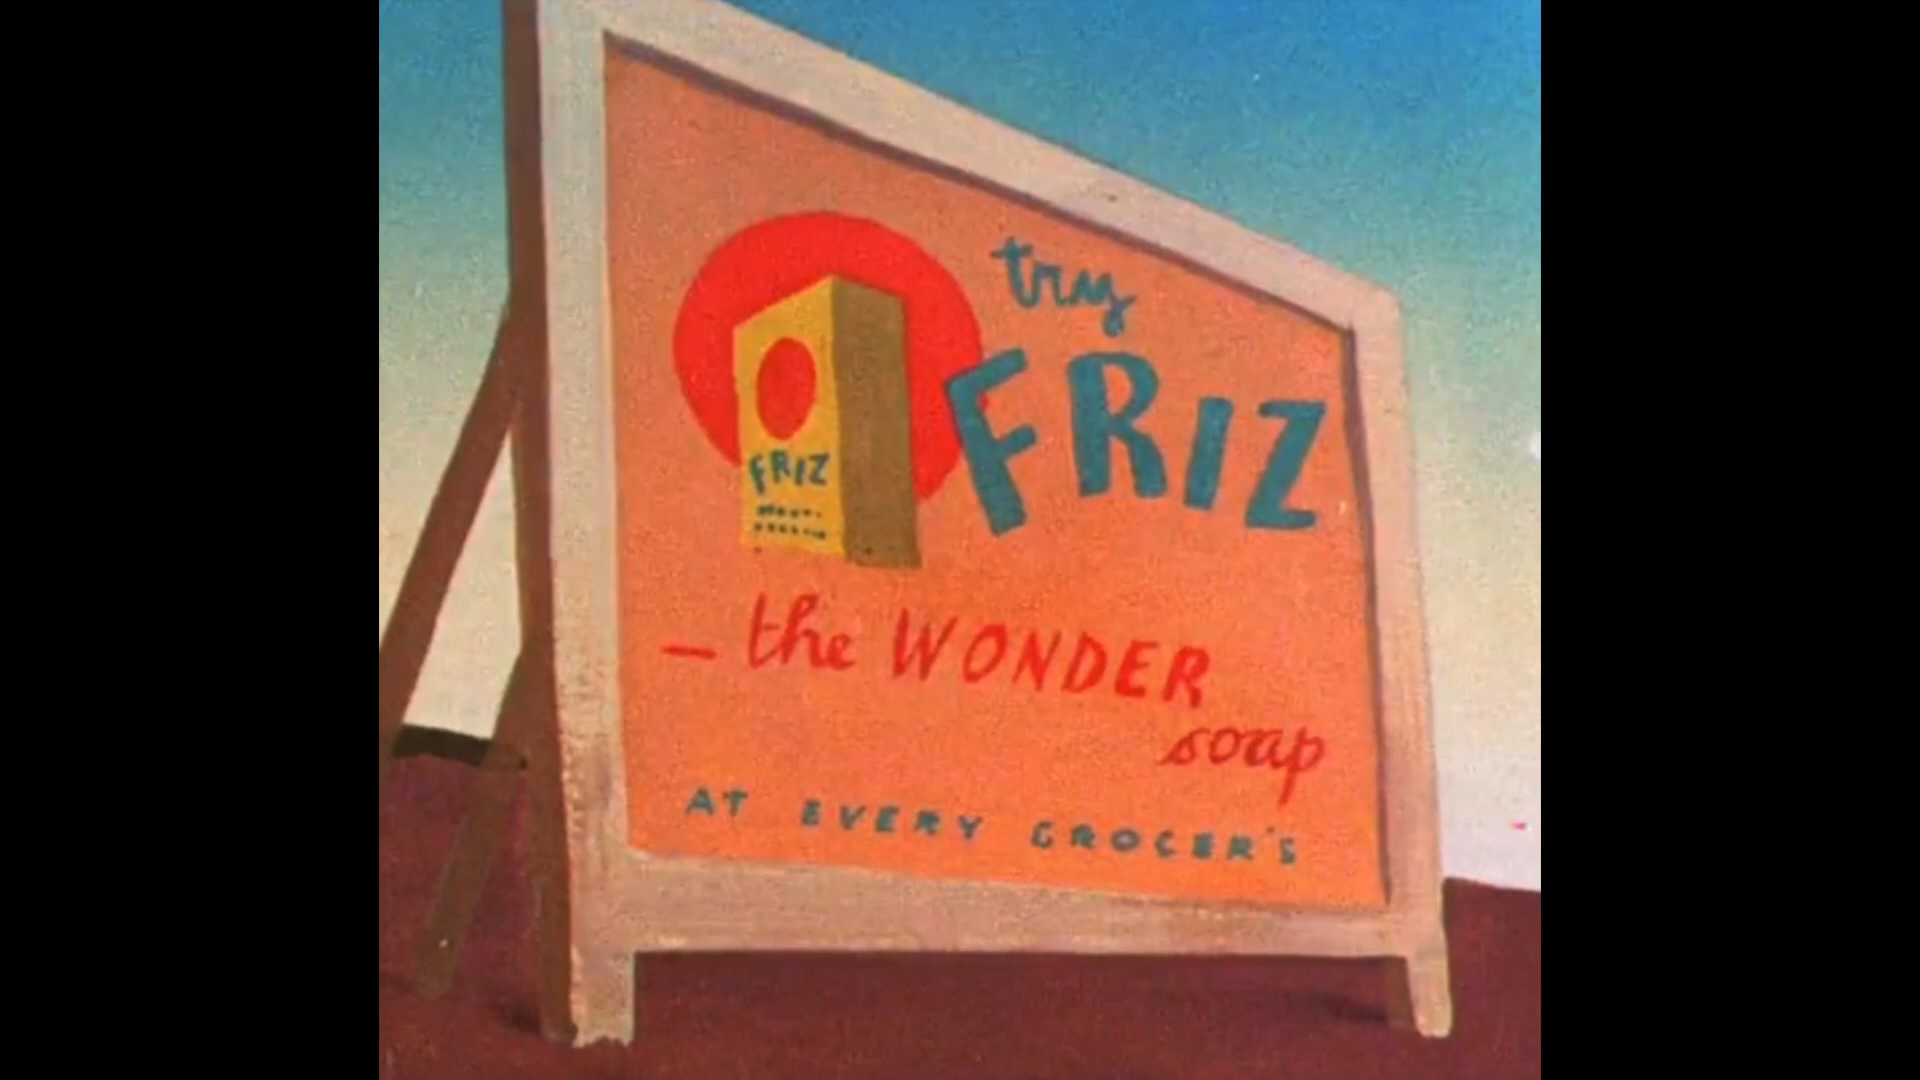 try
FRIZ
FRIZ
— the WONDER
soap
AT EVERY GROCER'S